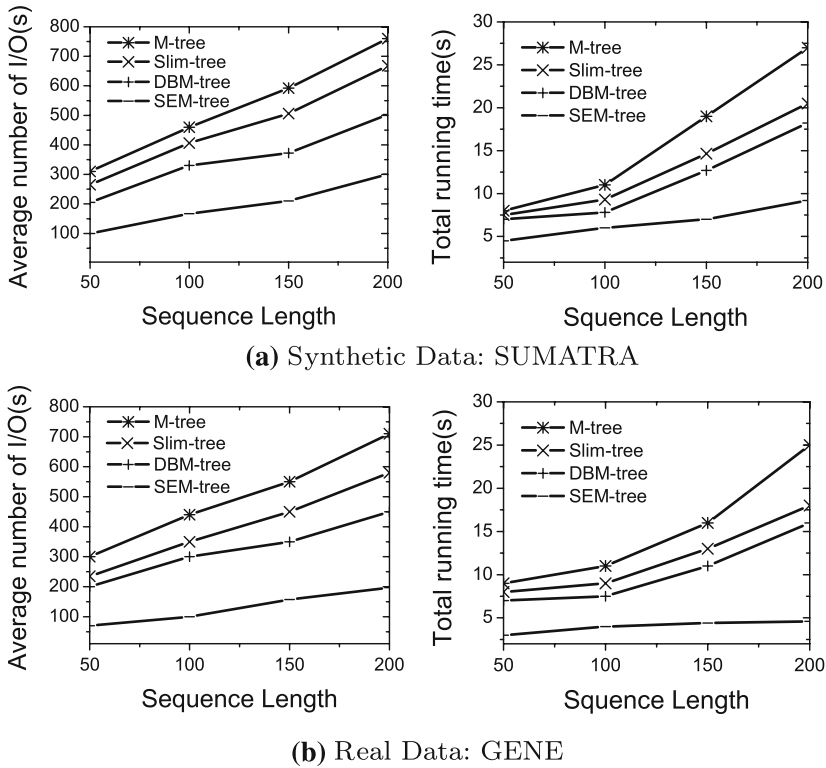 Average number of I/O(s)
800
700
600
500
400
300
200
100
M-tree
Slim-tree
DBM-tree
SEM-tree
50
100
150
200
Sequence Length
Total running time(s)
30
25
20
15
10
5
M-tree
Slim-tree
DBM-tree
SEM-tree
50
100
150
200
Squence Length
(a) Synthetic Data: SUMATRA
Average number of I/O(s)
800
700
600
500
400
300
200
100
M-tree
Slim-tree
DBM-tree
SEM-tree
50
100
150
200
Sequence Length
Total running time(s)
30
25
20
15
10
5
M-tree
Slim-tree
DBM-tree
SEM-tree
50
100
150
200
Squence Length
(b) Real Data: GENE